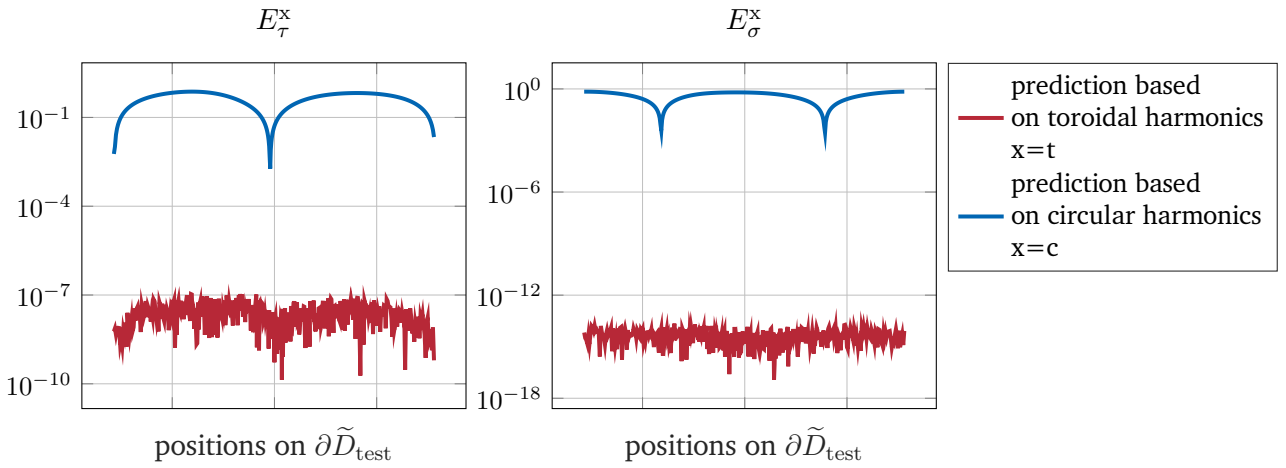 E_τ^x
10^−1
10^−4
10^−7
10^−10
positions on ∂D̃_test
E_σ^x
10^0
10^−6
10^−12
10^−18
positions on ∂D̃_test
prediction based
on toroidal harmonics
x=t
prediction based
on circular harmonics
x=c